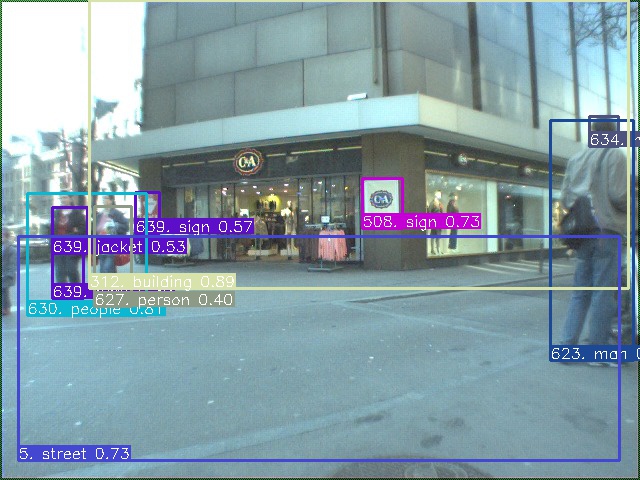 634.
C&A
C&A
639. sign 0.57
508. sign 0.73
639. jacket 0.53
312. building 0.89
639.
627. person 0.40
630. people 0.81
623. man 0
5. street 0.73